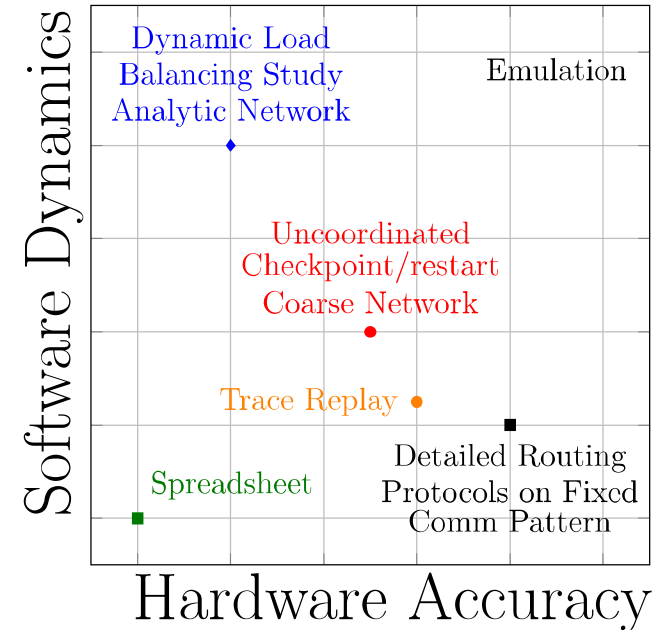 Dynamic Load
Balancing Study
Analytic Network
Emulation
Uncoordinated
Checkpoint/restart
Coarse Network
Trace Replay
Detailed Routing
Protocols on Fixcd
Comm Pattern
Spreadsheet
Software Dynamics
Hardware Accuracy